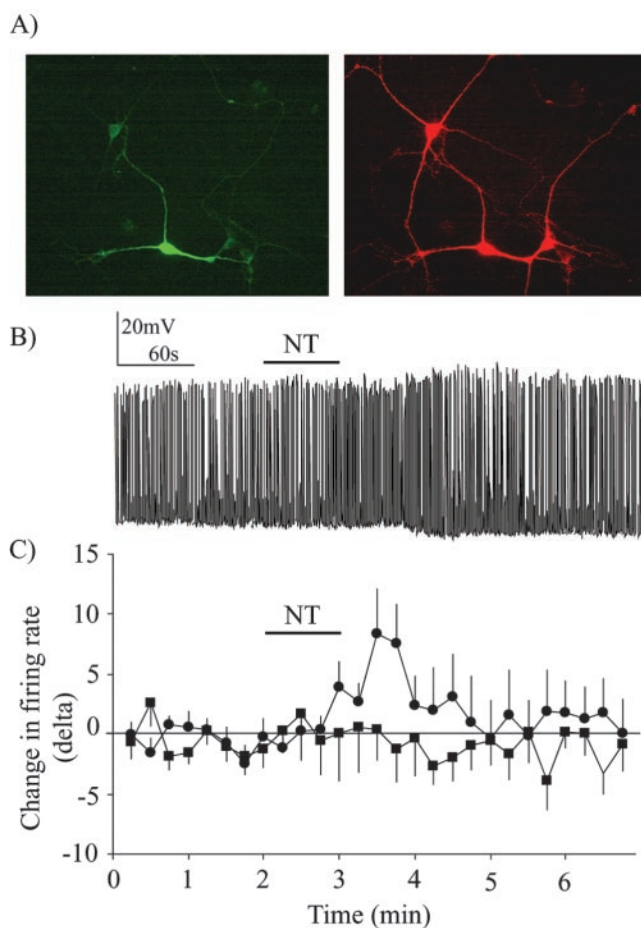 A)
B)
20mV
60s
NT
C)
Change in firing rate
(delta)
15
10
5
0
-5
-10
NT
0 1 2 3 4 5 6
Time (min)